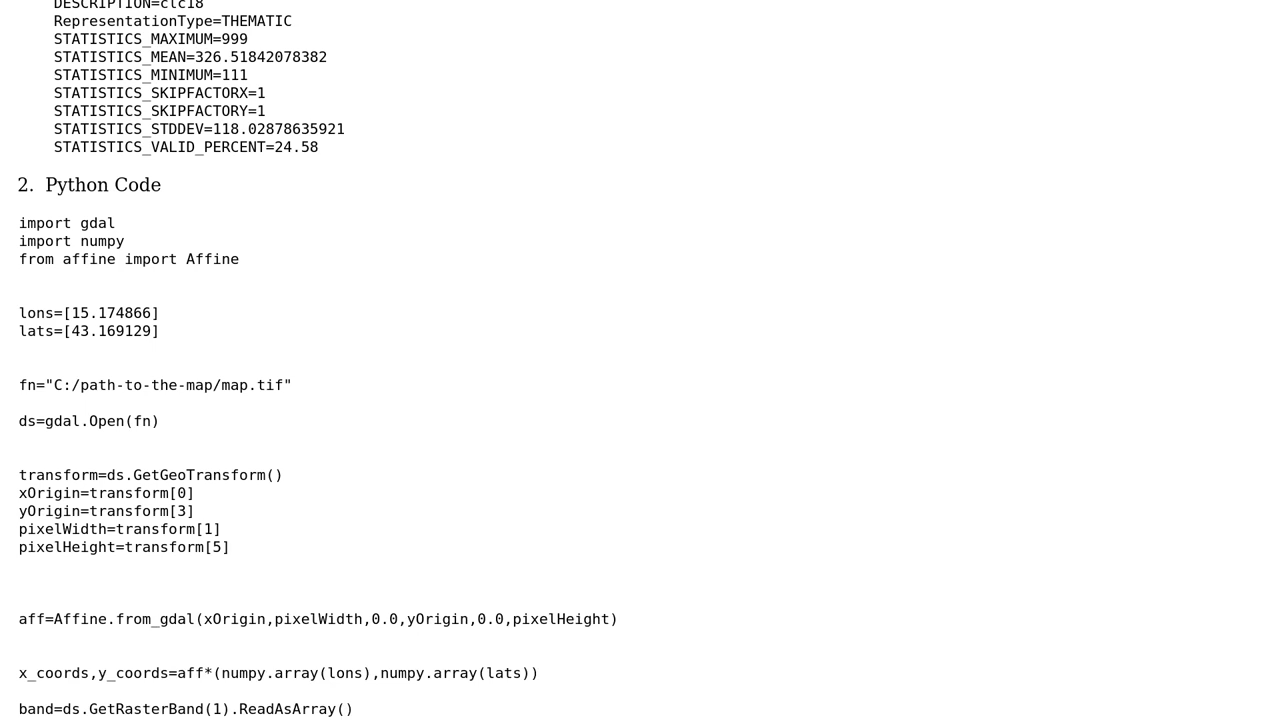 DESCRIPTION=clc18
RepresentationType=THEMATIC
STATISTICS_MAXIMUM=999
STATISTICS_MEAN=326.51842078382
STATISTICS_MINIMUM=111
STATISTICS_SKIPFACTORX=1
STATISTICS_SKIPFACTORY=1
STATISTICS_STDDEV=118.02878635921
STATISTICS_VALID_PERCENT=24.58
2. Python Code
import gdal
import numpy
from affine import Affine
lons=[15.174866]
lats=[43.169129]
fn="C:/path-to-the-map/map.tif"
ds=gdal.Open(fn)
transform=ds.GetGeoTransform()
xOrigin=transform[0]
yOrigin=transform[3]
pixelWidth=transform[1]
pixelHeight=transform[5]
aff=Affine.from_gdal(xOrigin,pixelWidth,0.0,yOrigin,0.0,pixelHeight)
x_coords,y_coords=aff*(numpy.array(lons),numpy.array(lats))
band=ds.GetRasterBand(1).ReadAsArray()